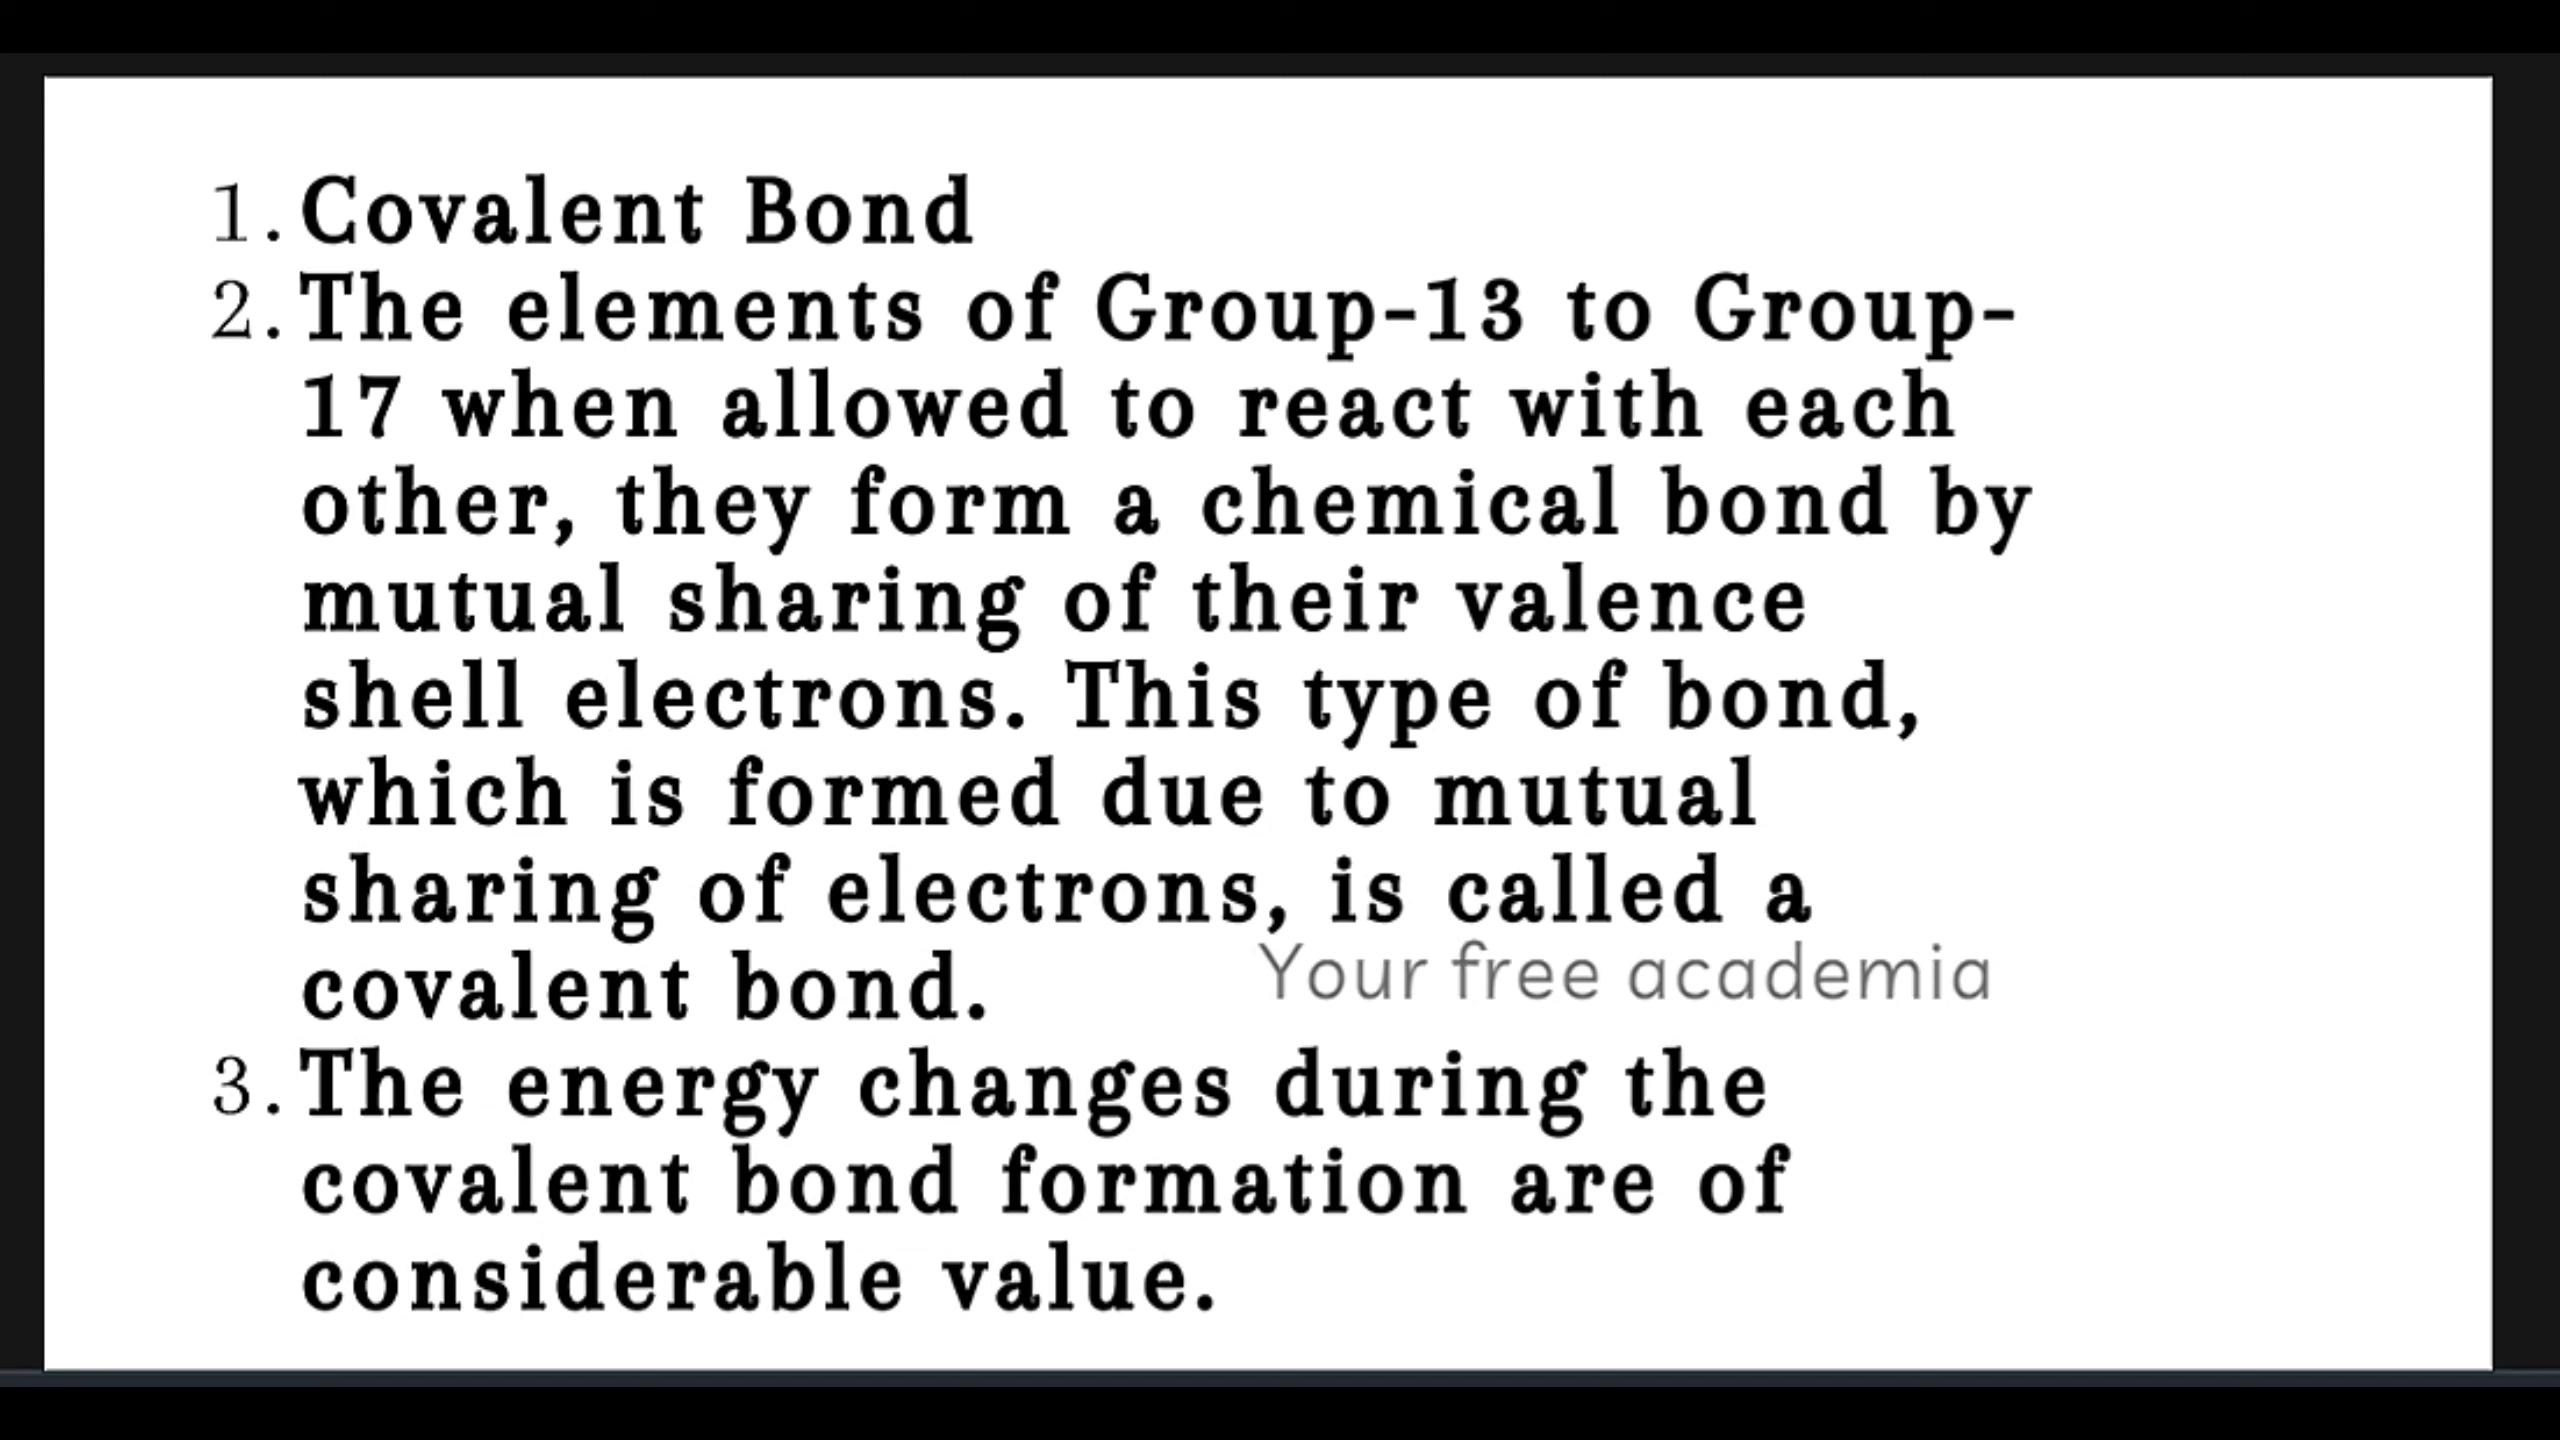 1. Covalent Bond
2. The elements of Group-13 to Group-
17 when allowed to react with each
other, they form a chemical bond by
mutual sharing of their valence
shell electrons. This type of bond,
which is formed due to mutual
sharing of electrons, is called a
covalent bond.
Your free academia
3. The energy changes during the
covalent bond formation are of
considerable value.